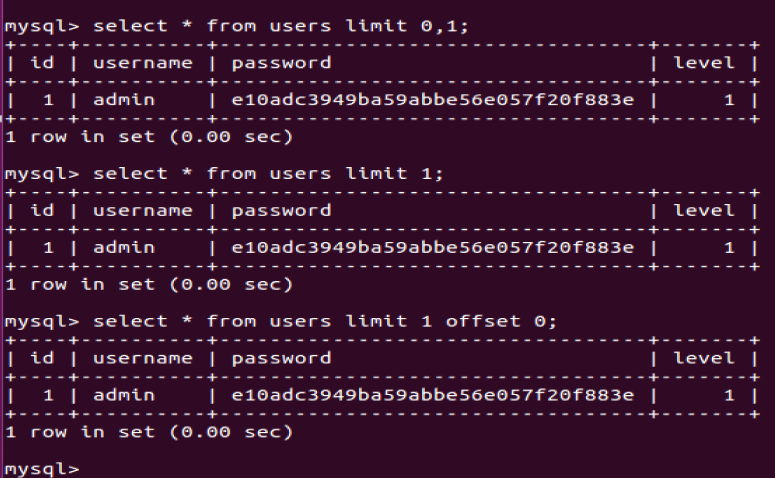 mysql> select * from users limit 0,1;
+----+----------+----------------------------------+-------+
| id | username | password                         | level |
+----+----------+----------------------------------+-------+
|  1 | admin    | e10adc3949ba59abbe56e057f20f883e |     1 |
+----+----------+----------------------------------+-------+
1 row in set (0.00 sec)
mysql> select * from users limit 1;
+----+----------+----------------------------------+-------+
| id | username | password                         | level |
+----+----------+----------------------------------+-------+
|  1 | admin    | e10adc3949ba59abbe56e057f20f883e |     1 |
+----+----------+----------------------------------+-------+
1 row in set (0.00 sec)
mysql> select * from users limit 1 offset 0;
+----+----------+----------------------------------+-------+
| id | username | password                         | level |
+----+----------+----------------------------------+-------+
|  1 | admin    | e10adc3949ba59abbe56e057f20f883e |     1 |
+----+----------+----------------------------------+-------+
1 row in set (0.00 sec)
mysql>